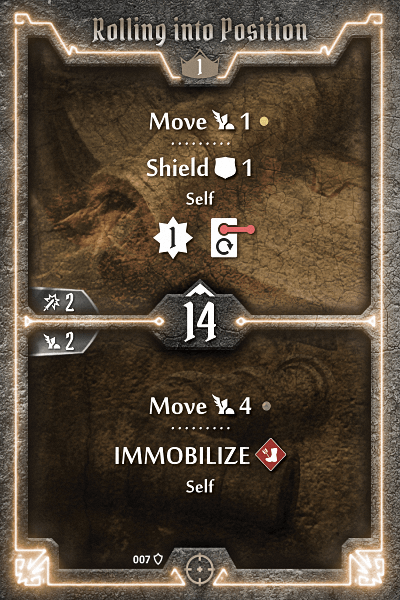 Rolling into Position
1
Move 1
Shield 1
Self
1
2
14
2
Move 4
IMMOBILIZE
Self
007